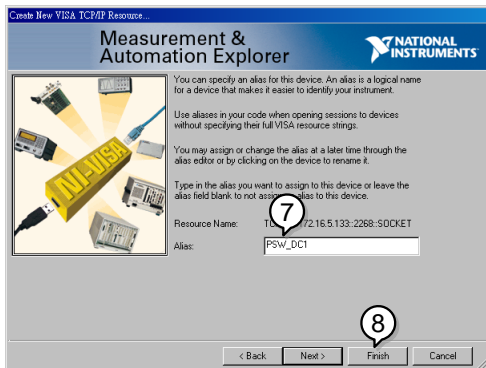 Create New VISA TCP/IP Resource...
Measurement &
Automation Explorer
NATIONAL
INSTRUMENTS
You can specify an alias for this device. An alias is a logical name
for a device that makes it easier to identify your instrument.
Use aliases in your code when opening sessions to devices
without specifying their full VISA resource strings.
You may assign or change the alias at a later time through the
alias editor or by clicking on the device to rename it.
Type in the alias you want to assign to this device or leave the
alias field blank to not alias to this device.
NI-VISA
7
Resource Name: 72.16.5.133::2268::SOCKET
Alias: PSW_DC1
8
< Back Next > Finish Cancel